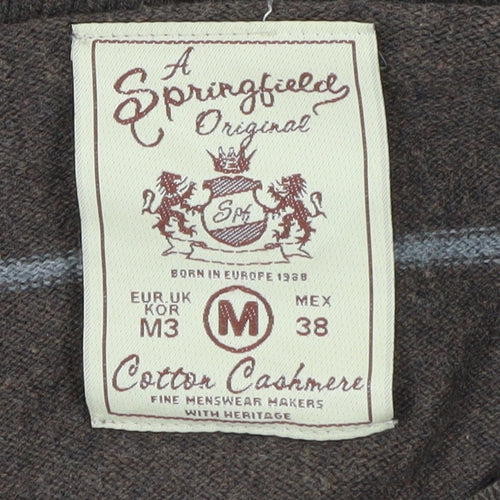 A
Springfield
Original
Spf
BORN IN EUROPE 1988
EUR.UK
KOR
M3
M
MEX
38
Cotton Cashmere
FINE MENSWEAR MAKERS
WITH HERITAGE